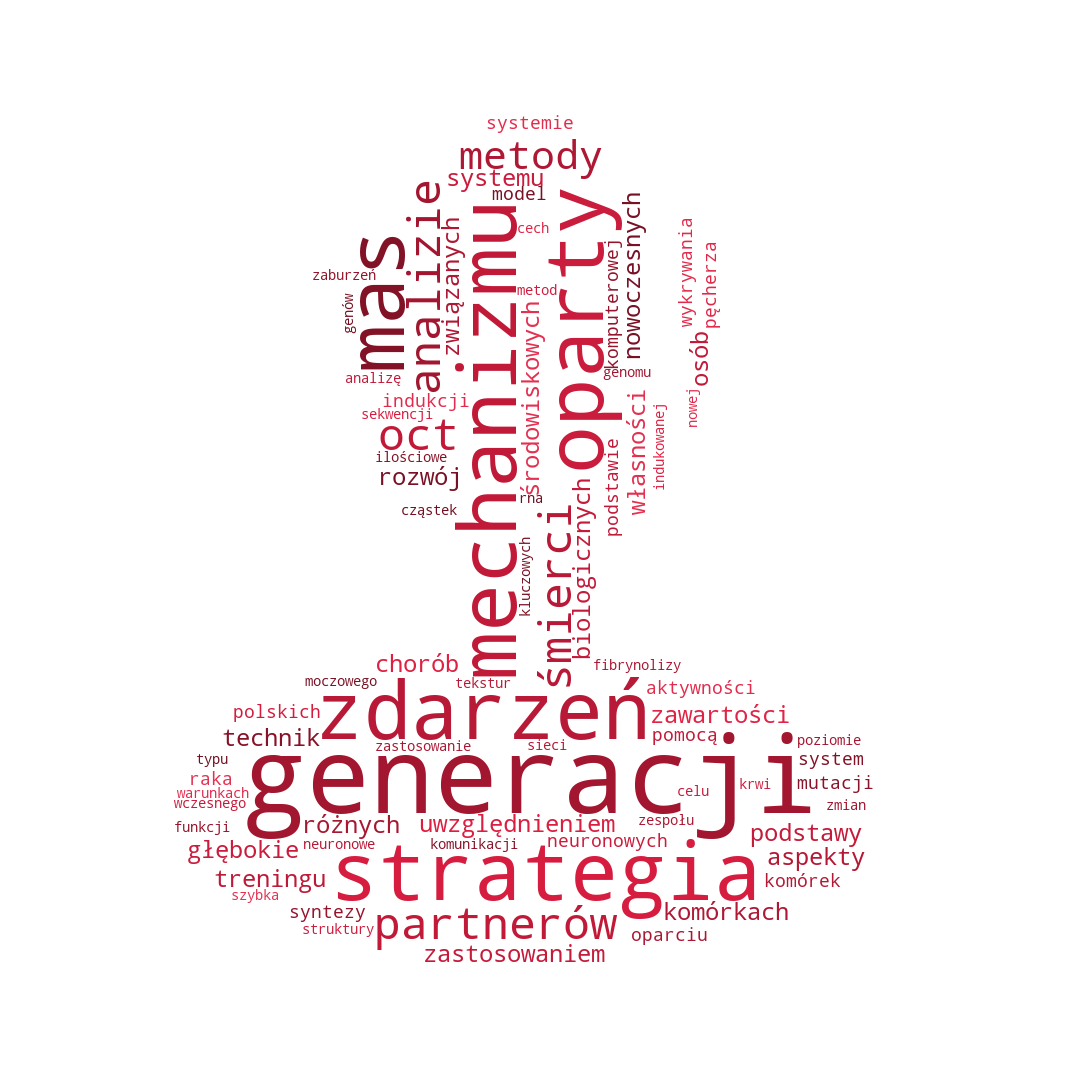 systemie
metody
systemu
model
mechanizmu
oparty
mas
analizie
związanych
cech
nowoczesnych
komputerowej
wykrywania
pęcherza
zaburzeń
genów
metod
środowiskowych
osób
genomu
analizę
indukcji
sekwencji
nowej
własności
indukowanej
oct
ilościowe
rozwój
podstawie
rna
cząstek
śmierci
biologicznych
kluczowych
chorób
fibrynolizy
moczowego
tekstur
aktywności
zdarzeń
polskich
zawartości
technik
zastosowanie
sieci
pomocą
poziomie
typu
system
generacji
raka
warunkach
celu
krwi
mutacji
wczesnego
zmian
funkcji
różnych
uwzględnieniem
zespołu
podstawy
głębokie
neuronowe
komunikacji
neuronowych
aspekty
treningu
strategia
komórek
szybka
syntezy
partnerów
komórkach
struktury
oparciu
zastosowaniem